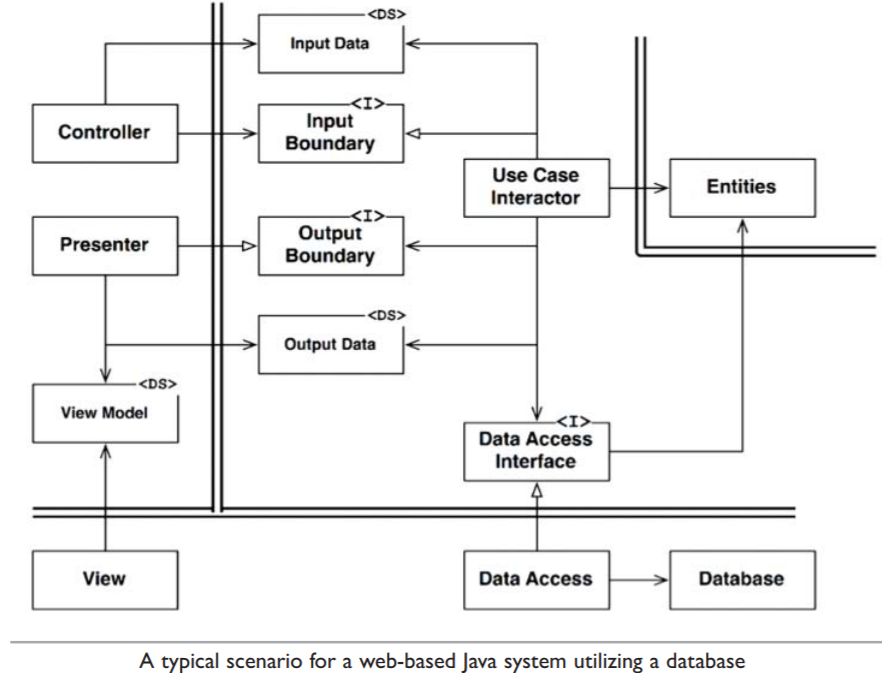 <DS>
Input Data
<I>
Input
Boundary
Controller
Use Case
Interactor
Entities
<I>
Output
Boundary
Presenter
<DS>
Output Data
<DS>
View Model
<I>
Data Access
Interface
View
Data Access
Database
A typical scenario for a web-based Java system utilizing a database